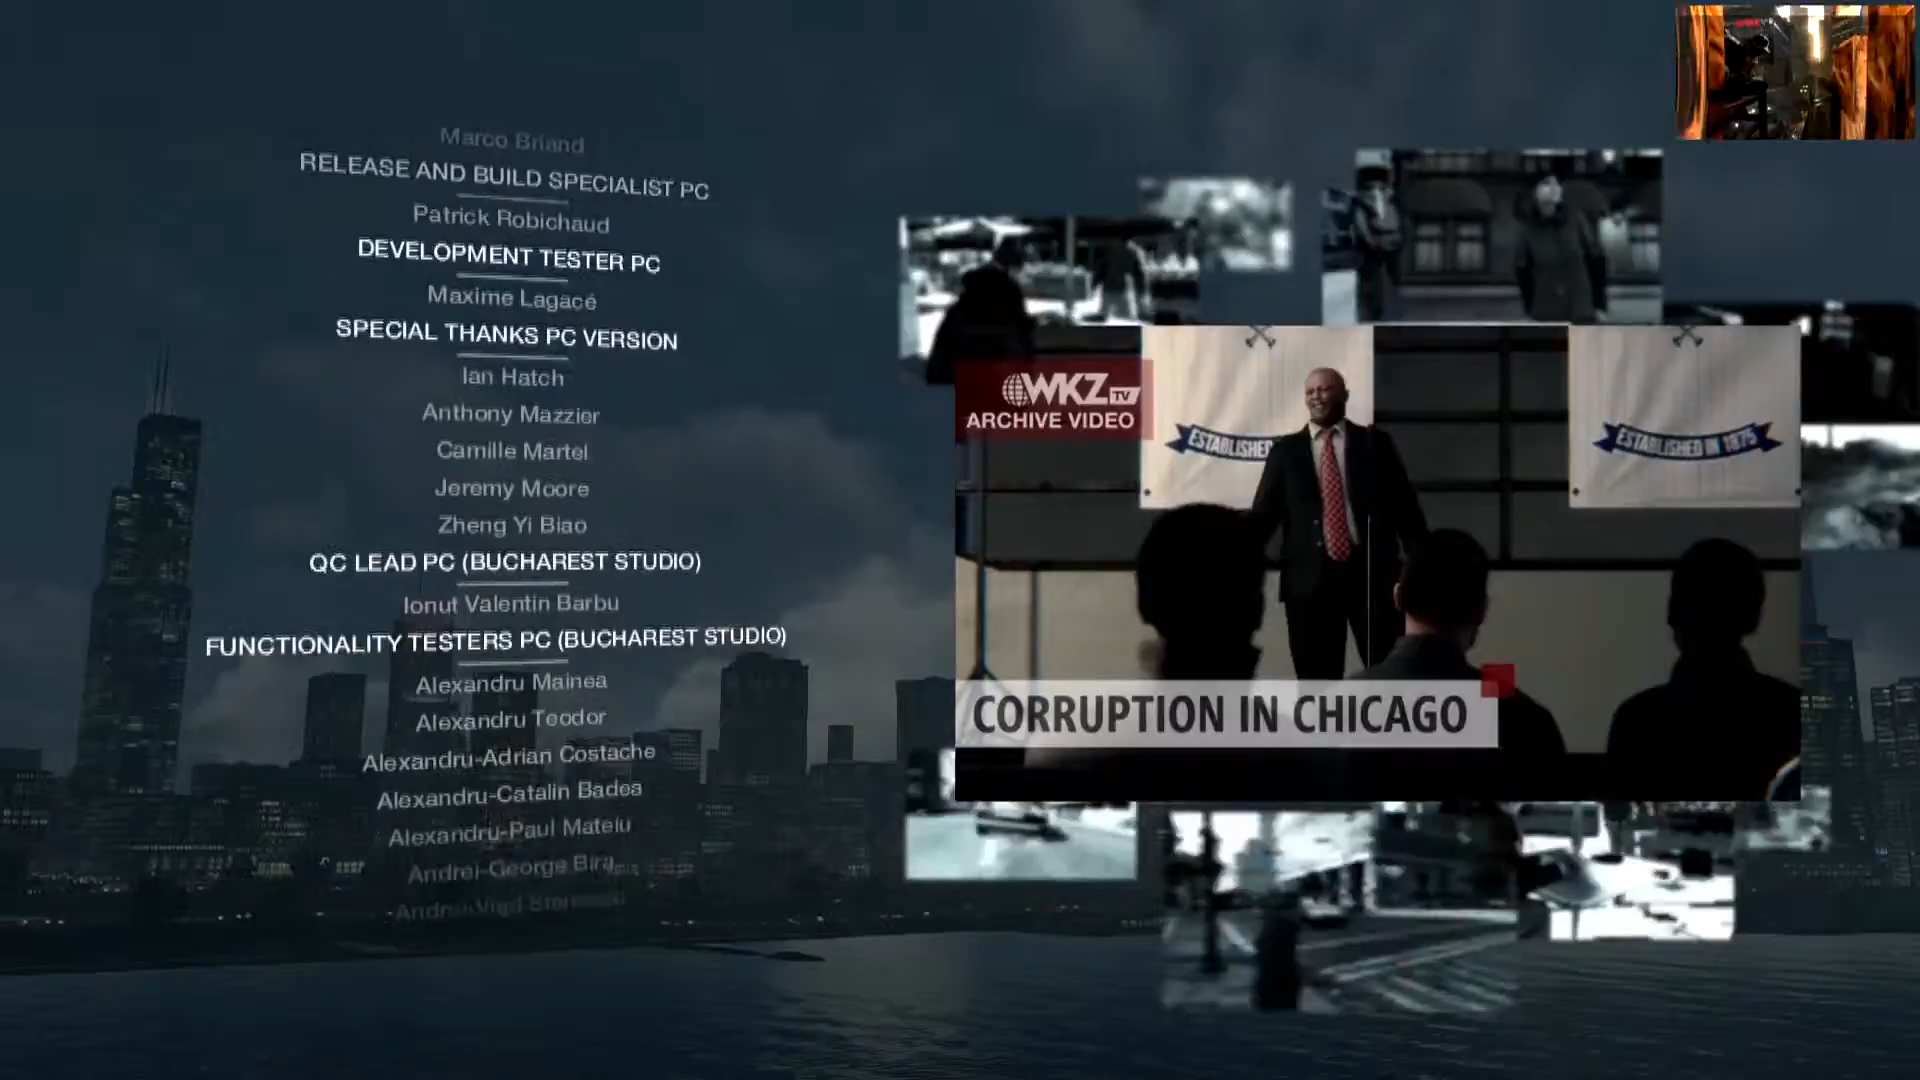 Marco Briand
RELEASE AND BUILD SPECIALIST PC
Patrick Robichaud
DEVELOPMENT TESTER PC
Maxime Lagacé
SPECIAL THANKS PC VERSION
Ian Hatch
Anthony Mazzier
Camille Martel
Jeremy Moore
Zheng Yi Biao
QC LEAD PC (BUCHAREST STUDIO)
Ionut Valentin Barbu
FUNCTIONALITY TESTERS PC (BUCHAREST STUDIO)
Alexandru Mainea
Alexandru Teodor
Alexandru-Adrian Costache
Alexandru-Catalin Badea
Alexandru-Paul Mateiu
Andrei-George
WKZ TV
ARCHIVE VIDEO
ESTABLISHED
ESTABLISHED IN 1875
CORRUPTION IN CHICAGO